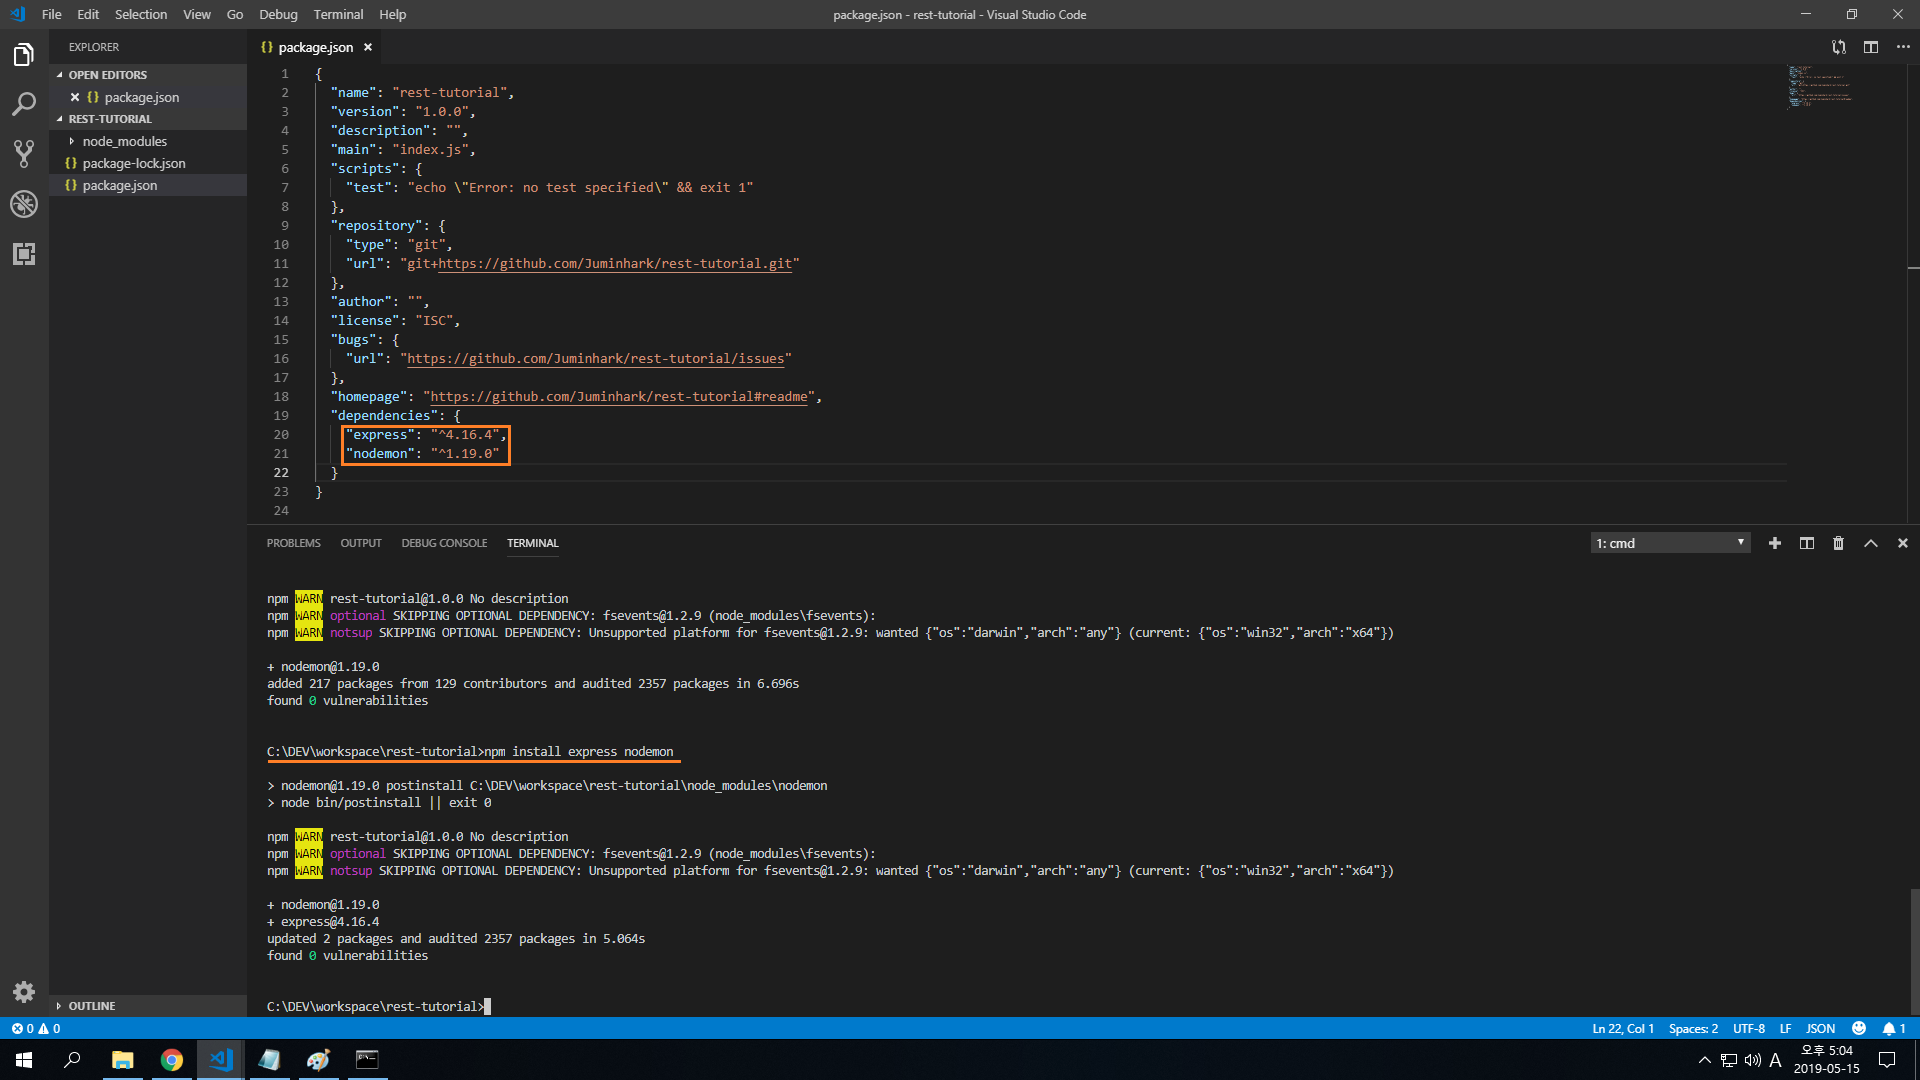 File Edit Selection View Go Debug Terminal Help
package.json - rest-tutorial - Visual Studio Code
EXPLORER
OPEN EDITORS
package.json
REST-TUTORIAL
node_modules
package-lock.json
package.json
OUTLINE
package.json
1 {
2 "name": "rest-tutorial",
3 "version": "1.0.0",
4 "description": "",
5 "main": "index.js",
6 "scripts": {
7 "test": "echo \"Error: no test specified\" && exit 1"
8 },
9 "repository": {
10 "type": "git",
11 "url": "git+https://github.com/Juminhark/rest-tutorial.git"
12 },
13 "author": "",
14 "license": "ISC",
15 "bugs": {
16 "url": "https://github.com/Juminhark/rest-tutorial/issues"
17 },
18 "homepage": "https://github.com/Juminhark/rest-tutorial#readme",
19 "dependencies": {
20 "express": "^4.16.4",
21 "nodemon": "^1.19.0"
22 }
23 }
24
PROBLEMS OUTPUT DEBUG CONSOLE TERMINAL
1: cmd
npm WARN rest-tutorial@1.0.0 No description
npm WARN optional SKIPPING OPTIONAL DEPENDENCY: fsevents@1.2.9 (node_modules\fsevents):
npm WARN notsup SKIPPING OPTIONAL DEPENDENCY: Unsupported platform for fsevents@1.2.9: wanted {"os":"darwin","arch":"any"} (current: {"os":"win32","arch":"x64"})
+ nodemon@1.19.0
added 217 packages from 129 contributors and audited 2357 packages in 6.696s
found 0 vulnerabilities
C:\DEV\workspace\rest-tutorial>npm install express nodemon
> nodemon@1.19.0 postinstall C:\DEV\workspace\rest-tutorial\node_modules\nodemon
> node bin/postinstall || exit 0
npm WARN rest-tutorial@1.0.0 No description
npm WARN optional SKIPPING OPTIONAL DEPENDENCY: fsevents@1.2.9 (node_modules\fsevents):
npm WARN notsup SKIPPING OPTIONAL DEPENDENCY: Unsupported platform for fsevents@1.2.9: wanted {"os":"darwin","arch":"any"} (current: {"os":"win32","arch":"x64"})
+ nodemon@1.19.0
+ express@4.16.4
updated 2 packages and audited 2357 packages in 5.064s
found 0 vulnerabilities
C:\DEV\workspace\rest-tutorial>
0 0
Ln 22, Col 1 Spaces: 2 UTF-8 LF JSON 1
A
오후 5:04
2019-05-15